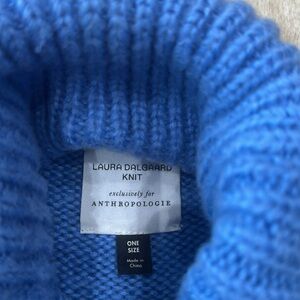 LAURA DALGAARD
KNIT
exclusively for
ANTHROPOLOGIE
ONE
SIZE
Made in
China